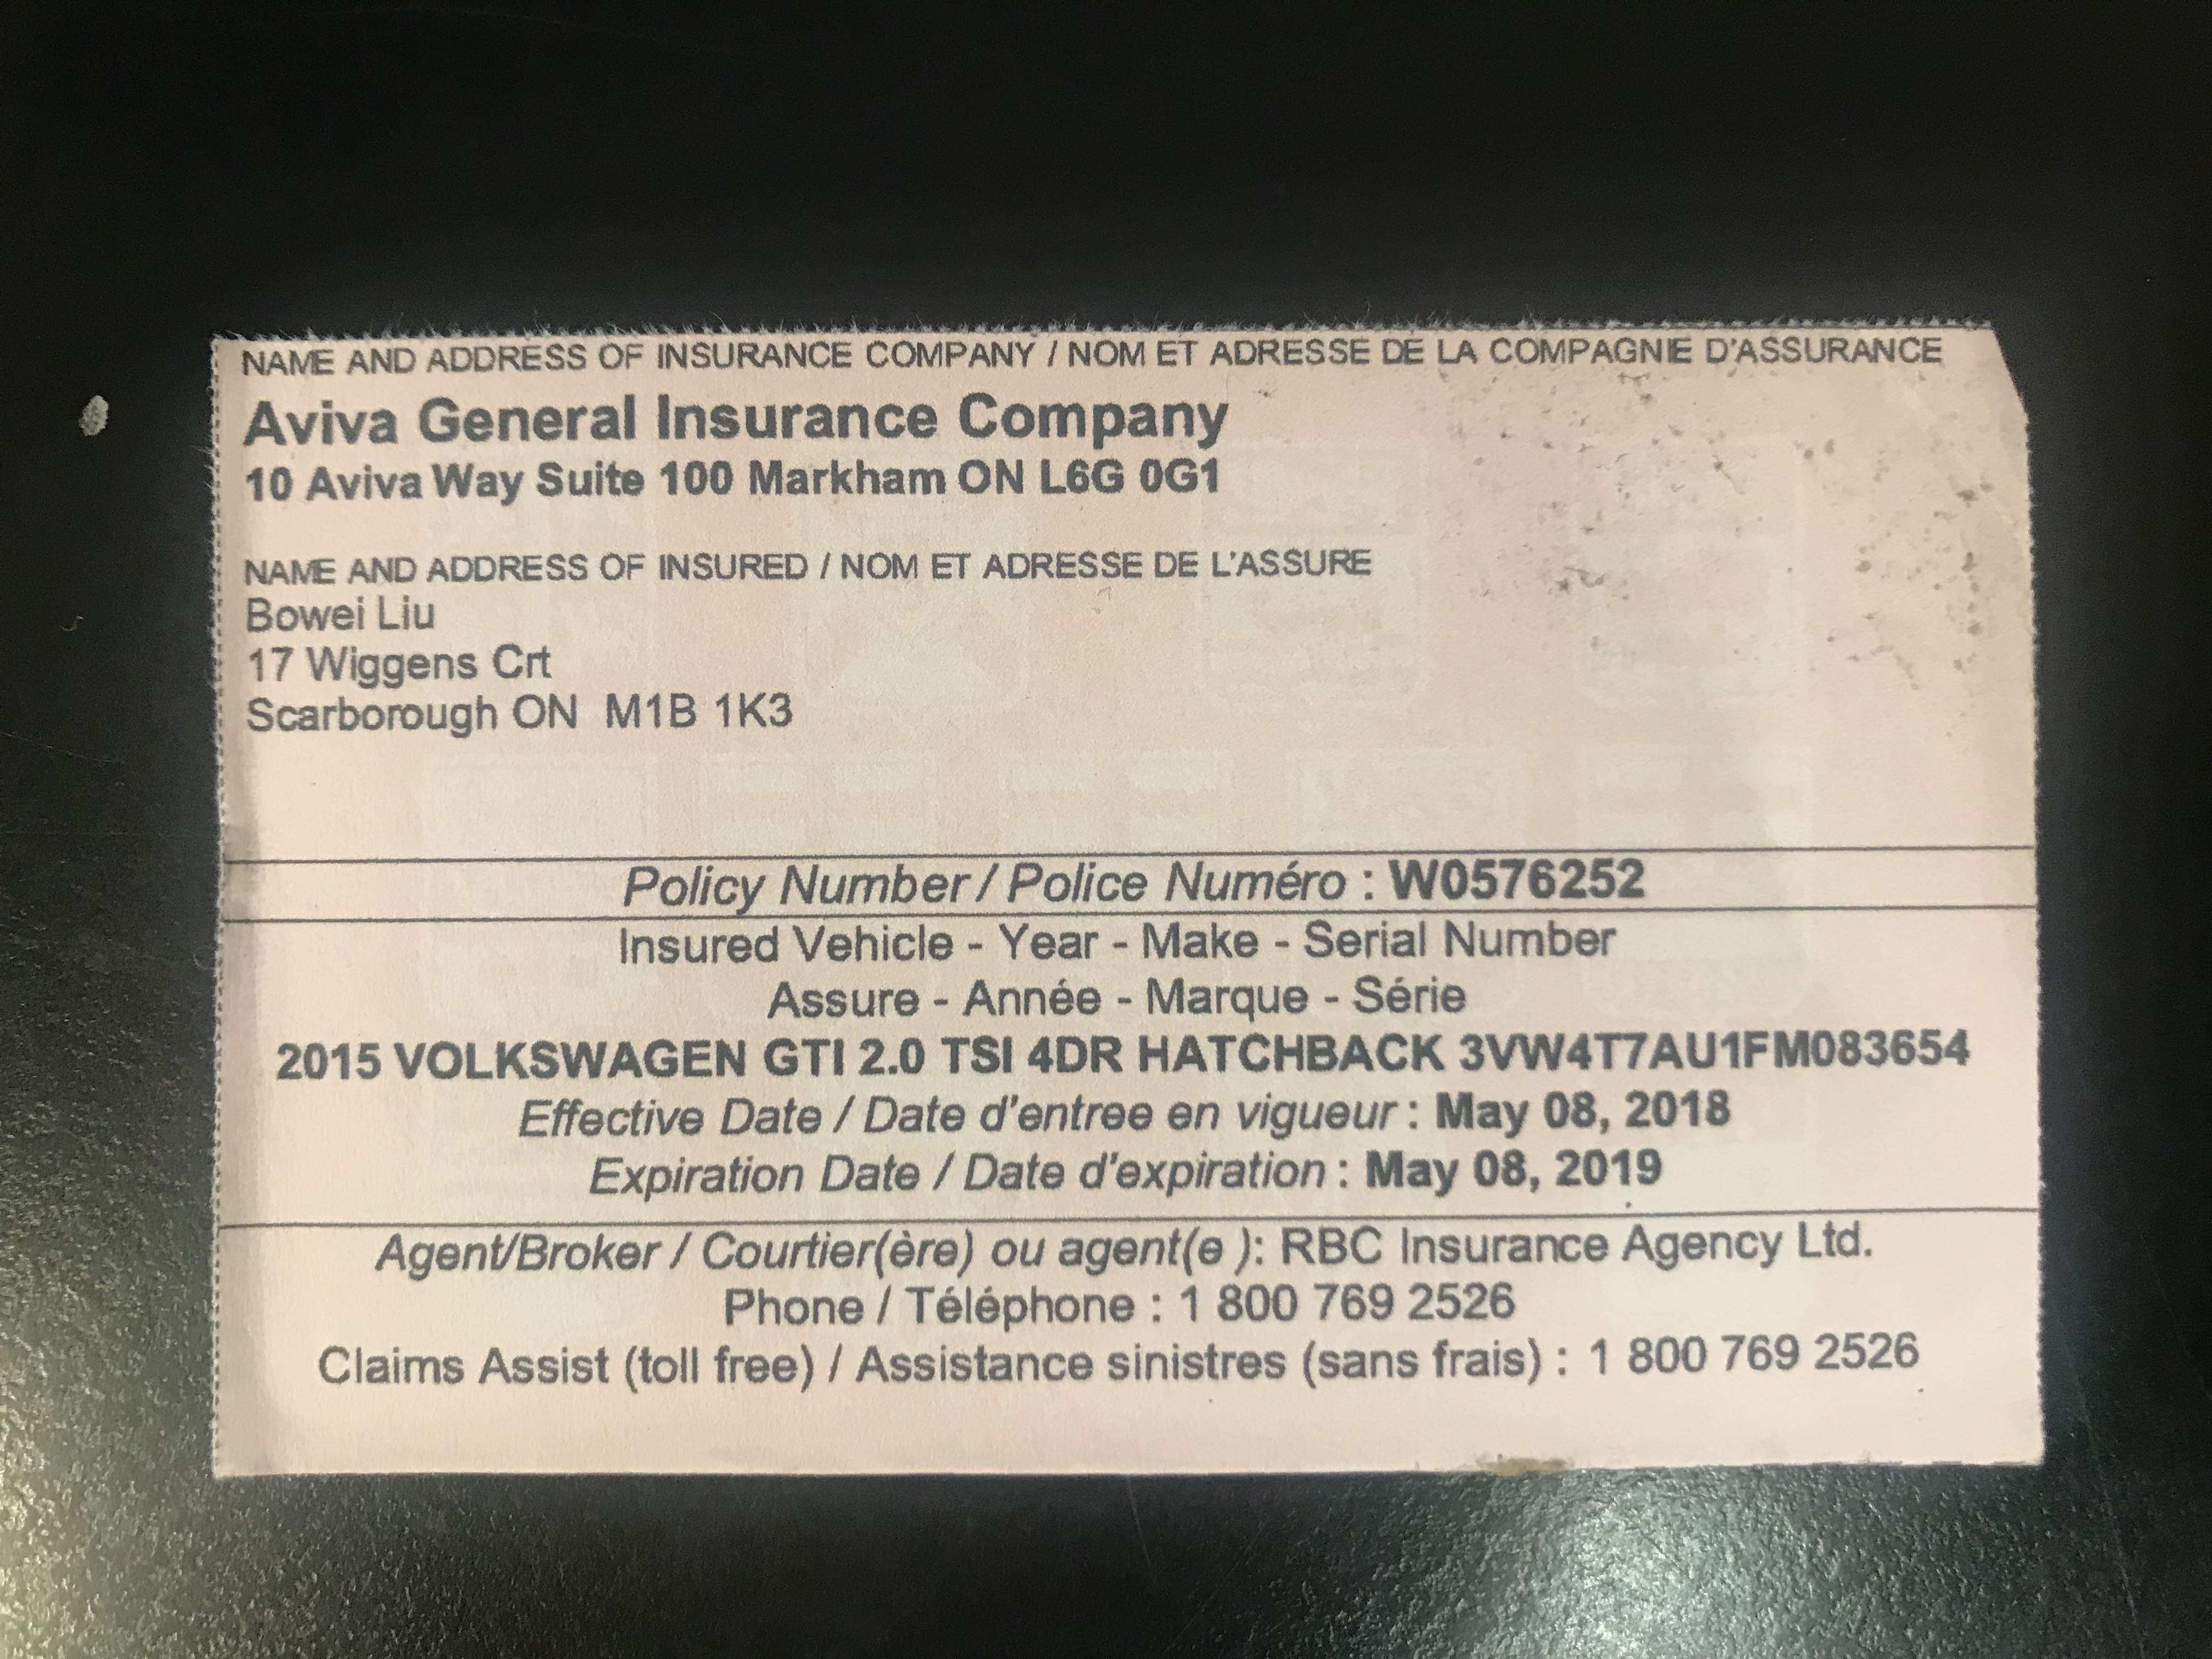 NAME AND ADDRESS OF INSURANCE COMPANY / NOM ET ADRESSE DE LA COMPAGNIE D'ASSURANCE
Aviva General Insurance Company
10 Aviva Way Suite 100 Markham ON L6G 0G1
NAME AND ADDRESS OF INSURED / NOM ET ADRESSE DE L'ASSURE
Bowei Liu
17 Wiggens Crt
Scarborough ON  M1B 1K3
Policy Number / Police Numéro : W0576252
Insured Vehicle - Year - Make - Serial Number
Assure - Année - Marque - Série
2015 VOLKSWAGEN GTI 2.0 TSI 4DR HATCHBACK 3VW4T7AU1FM083654
Effective Date / Date d'entree en vigueur : May 08, 2018
Expiration Date / Date d'expiration : May 08, 2019
Agent/Broker / Courtier(ère) ou agent(e ): RBC Insurance Agency Ltd.
Phone / Téléphone : 1 800 769 2526
Claims Assist (toll free) / Assistance sinistres (sans frais) : 1 800 769 2526